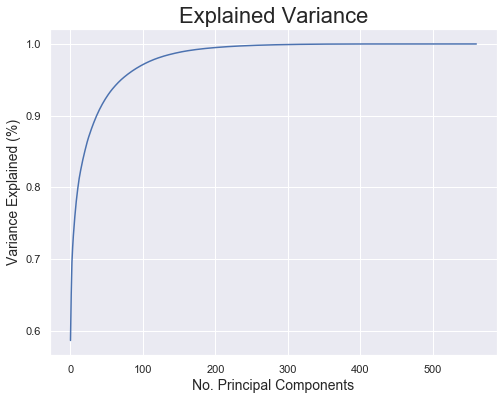 Explained Variance
Variance Explained (%)
1.0
0.9
0.8
0.7
0.6
0 100 200 300 400 500
No. Principal Components